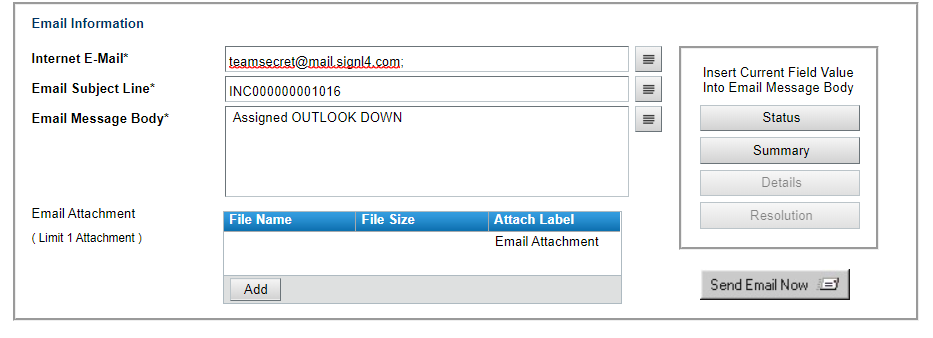 Email Information
Internet E-Mail*
teamsecret@mail.signl4.com;
Email Subject Line*
INC000000001016
Email Message Body*
Assigned OUTLOOK DOWN
Insert Current Field Value
Into Email Message Body
Status
Summary
Details
Resolution
Email Attachment
( Limit 1 Attachment )
File Name File Size Attach Label
Email Attachment
Add
Send Email Now